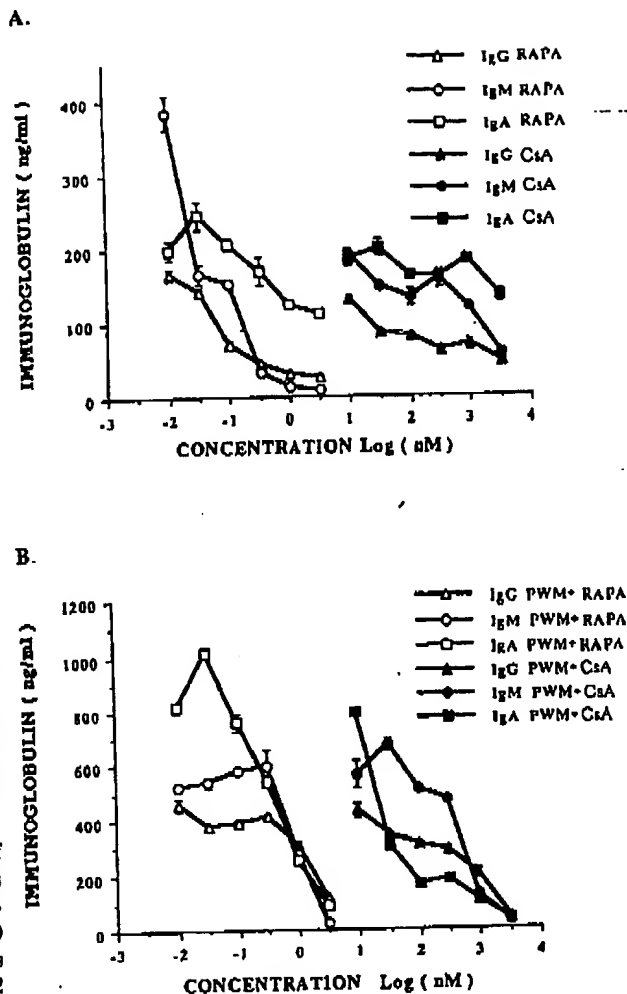 A.
IgG RAPA
IgM RAPA
IgA RAPA
IgG CsA
IgM CsA
IgA CsA
IMMUNOGLOBULIN ( ng/ml )
400
300
200
100
0
-3 -2 -1 0 1 2 3 4
CONCENTRATION Log ( nM )
B.
IgG PWM+ RAPA
IgM PWM+ RAPA
IgA PWM+ RAPA
IgG PWM+ CsA
IgM PWM+ CsA
IgA PWM+ CsA
IMMUNOGLOBULIN ( ng/ml )
1200
1000
800
600
400
200
0
-3 -2 -1 0 1 2 3 4
CONCENTRATION Log ( nM )